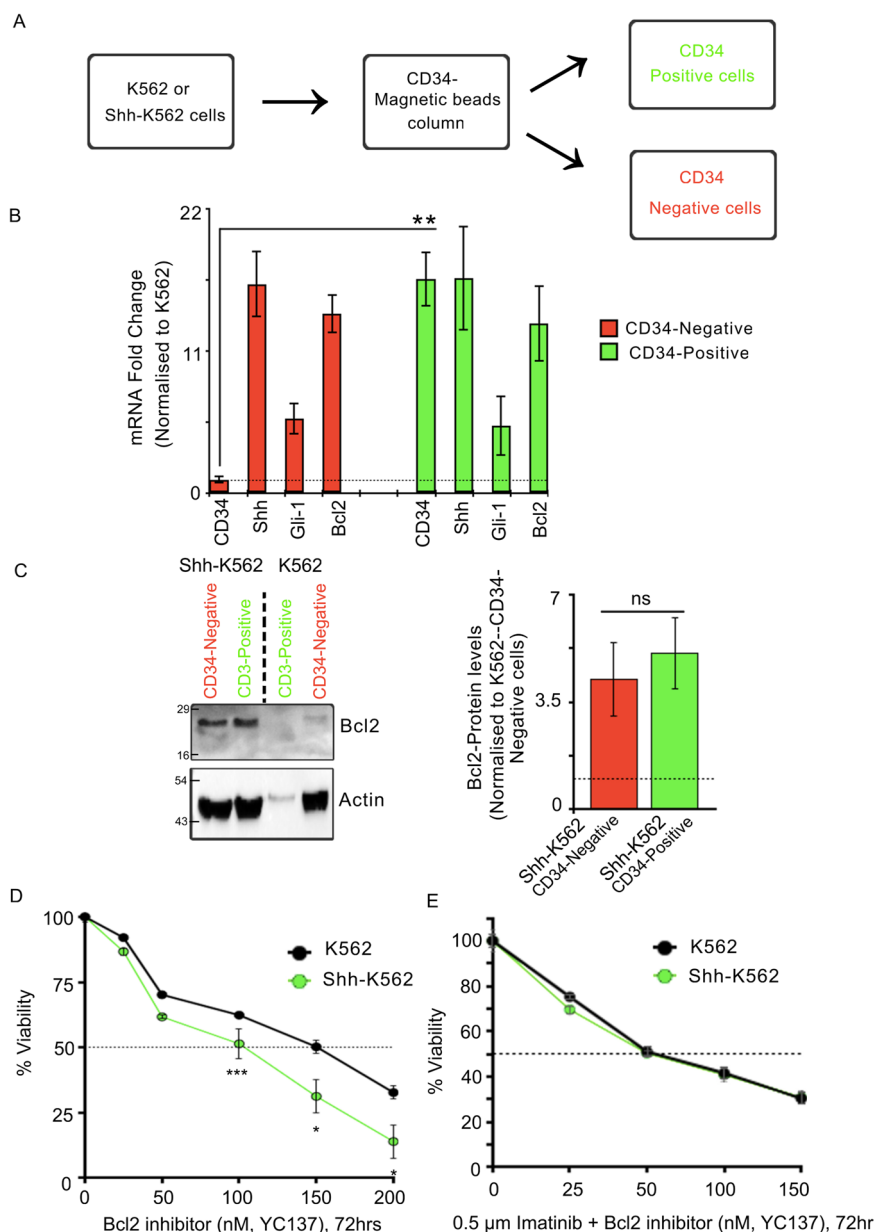 A
K562 or
Shh-K562 cells
CD34-
Magnetic beads
column
CD34
Positive cells
CD34
Negative cells
B
mRNA Fold Change
(Normalised to K562)
22
11
0
**
CD34
Shh
Gli-1
Bcl2
CD34
Shh
Gli-1
Bcl2
CD34-Negative
CD34-Positive
C
Shh-K562 K562
CD34-Negative
CD3-Positive
CD3-Positive
CD34-Negative
29
16
Bcl2
54
43
Actin
Bcl2-Protein levels
(Normalised to K562--CD34-
Negative cells)
7
3.5
0
ns
Shh-K562
CD34-Negative
Shh-K562
CD34-Positive
D
% Viability
100
75
50
25
0
K562
Shh-K562
***
*
*
0 50 100 150 200
Bcl2 inhibitor (nM, YC137), 72hrs
E
% Viability
100
80
60
40
20
0
K562
Shh-K562
0 25 50 100 150
0.5 µm Imatinib + Bcl2 inhibitor (nM, YC137), 72hr